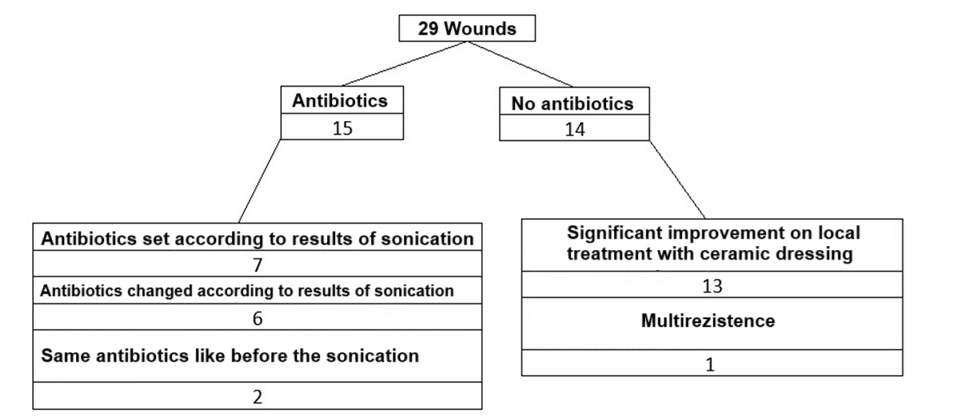 29 Wounds
Antibiotics
15
No antibiotics
14
Antibiotics set according to results of sonication
7
Antibiotics changed according to results of sonication
6
Same antibiotics like before the sonication
2
Significant improvement on local
treatment with ceramic dressing
13
Multirezistence
1